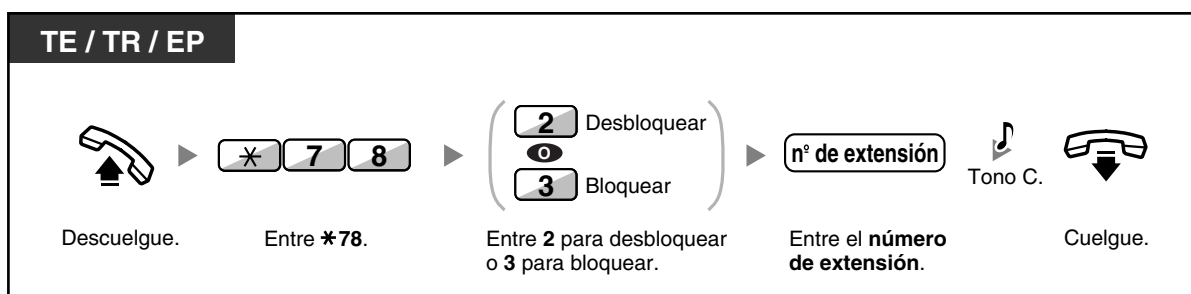 TE / TR / EP
2 Desbloquear
o
3 Bloquear
✳ 7 8
nº de extensión
Tono C.
Descuelgue.
Entre ✳78.
Entre 2 para desbloquear
o 3 para bloquear.
Entre el número
de extensión.
Cuelgue.